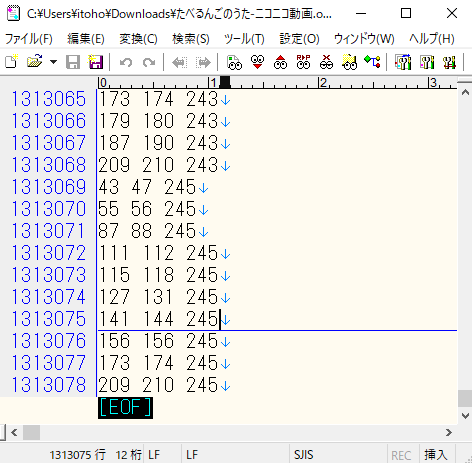 C:¥Users¥itoho¥Downloads¥たべるんごのうた-ニコニコ動画.o...
ファイル(F) 編集(E) 変換(C) 検索(S) ツール(T) 設定(O) ウィンドウ(W) ヘルプ(H)
0 1 2 3
1313065 173 174 243↓
1313066 179 180 243↓
1313067 187 190 243↓
1313068 209 210 243↓
1313069 43 47 245↓
1313070 55 56 245↓
1313071 87 88 245↓
1313072 111 112 245↓
1313073 115 118 245↓
1313074 127 131 245↓
1313075 141 144 245↓
1313076 156 156 245↓
1313077 173 174 245↓
1313078 209 210 245↓
[EOF]
1313075 行 12 桁 LF LF SJIS REC 挿入